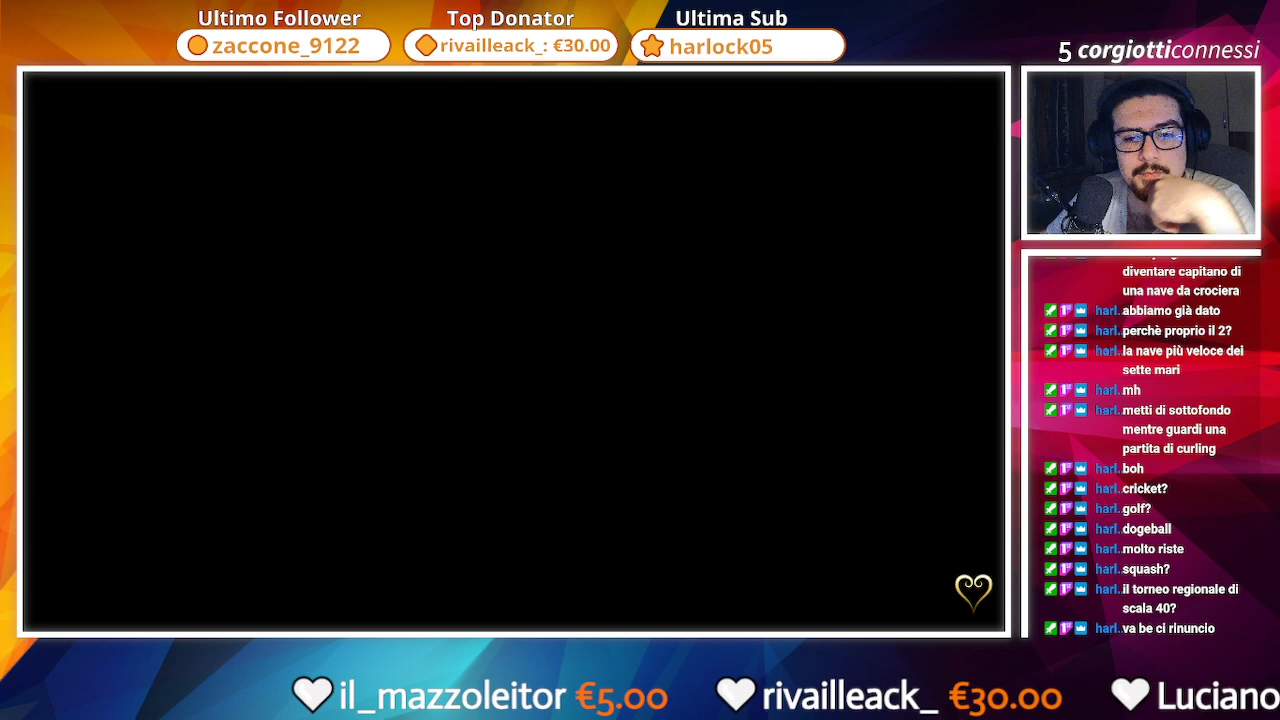 Ultimo Follower
Top Donator
Ultima Sub
zaccone_9122
rivailleack_: €30.00
harlock05
5 corgiotticonnessi
diventare capitano di
una nave da crociera
harl..abbiamo già dato
harl..perchè proprio il 2?
harl..la nave più veloce dei
sette mari
harl..mh
harl..metti di sottofondo
mentre guardi una
partita di curling
harl..boh
harl..cricket?
harl..golf?
harl..dogeball
harl..molto riste
harl..squash?
harl..il torneo regionale di
scala 40?
harl..va be ci rinuncio
il_mazzoleitor €5.00
rivailleack_ €30.00
Luciano